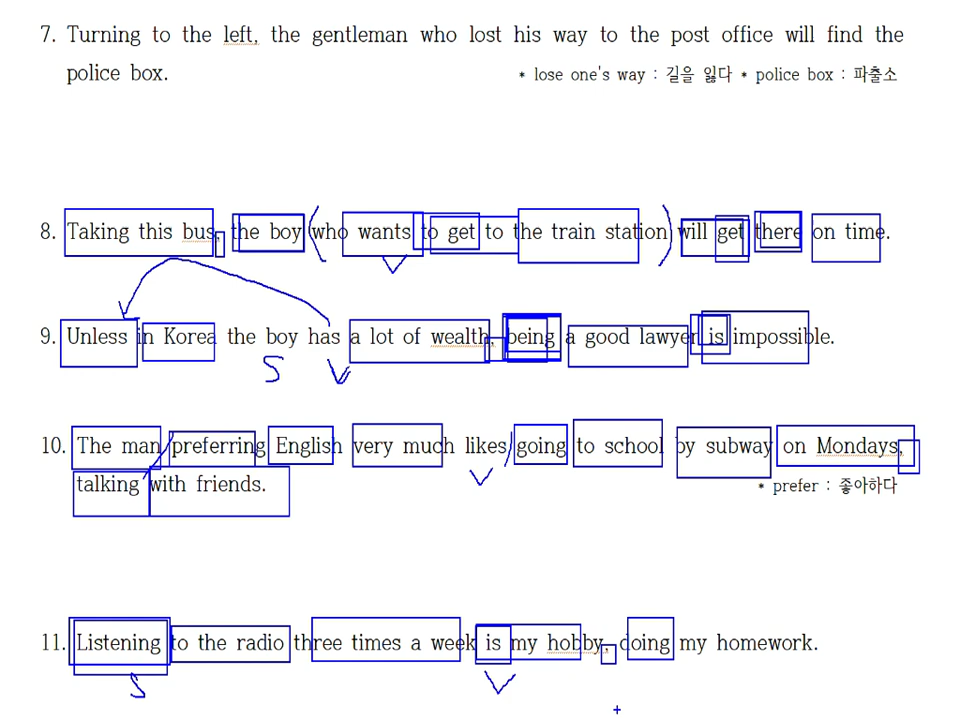 7. Turning to the left, the gentleman who lost his way to the post office will find the
police box. * lose one's way : 길을 잃다 * police box : 파출소
8. Taking this bus, the boy (who wants to get to the train station) will get there on time.
V
9. Unless in Korea the boy has a lot of wealth, being a good lawyer is impossible.
S V
10. The man preferring English very much likes going to school by subway on Mondays,
V
talking with friends. * prefer : 좋아하다
11. Listening to the radio three times a week is my hobby, doing my homework.
S V